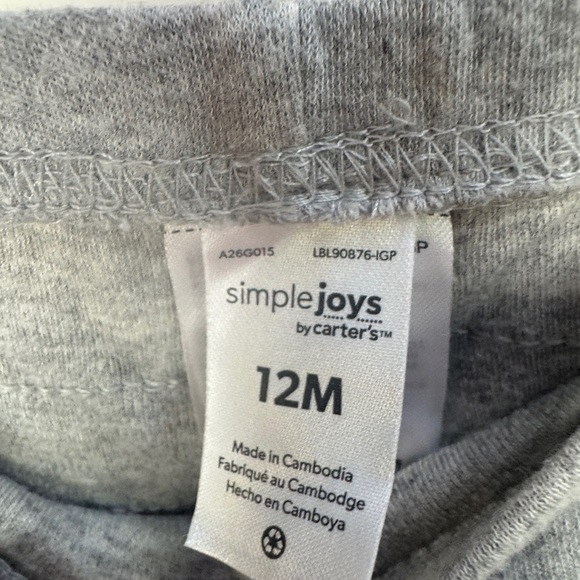 A26G015 LBL90876-IGP
simple joys
by carter's™
12M
Made in Cambodia
Fabriqué au Cambodge
Hecho en Camboya